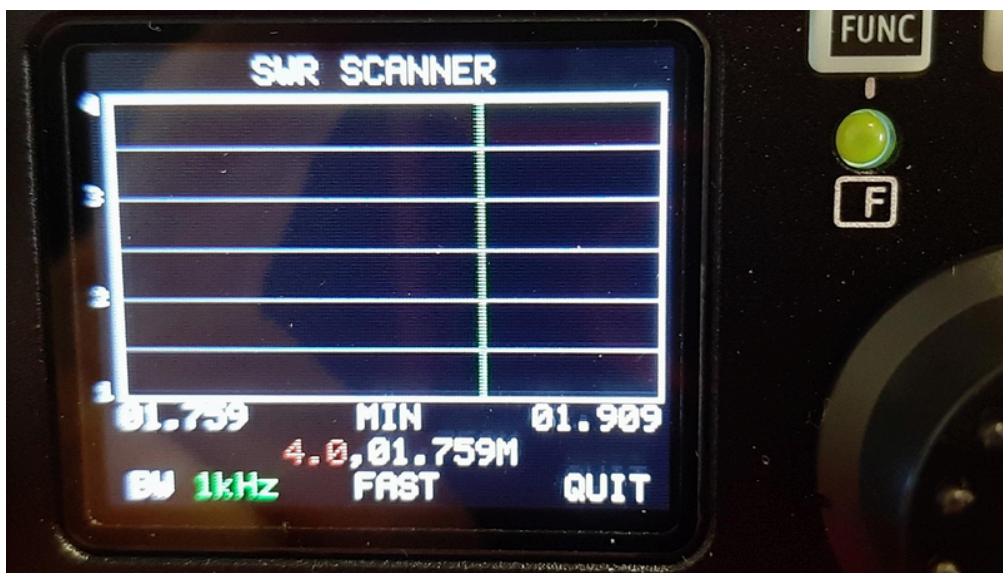 SWR SCANNER
4
3
2
1
01.759 MIN 01.909
4.0,01.759M
BW 1kHz FAST QUIT
FUNC
F